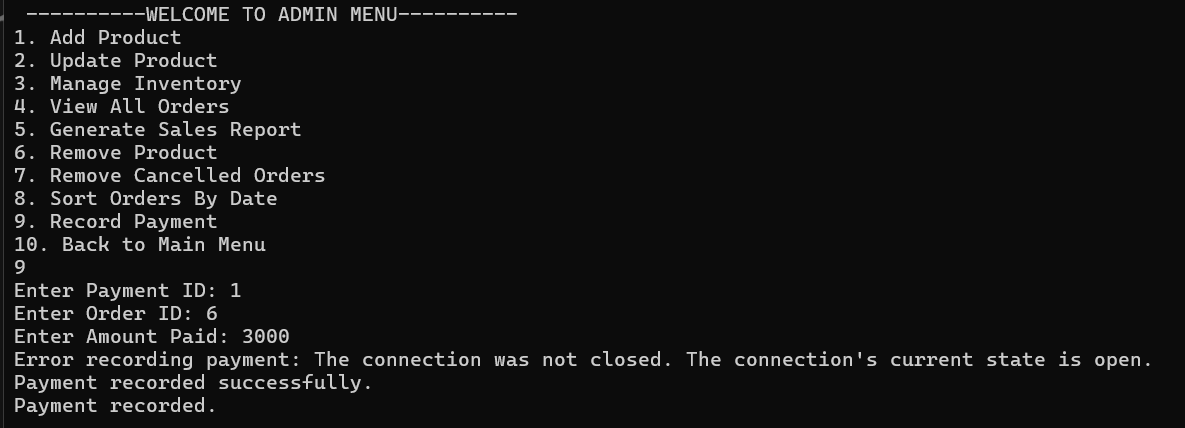 ----------WELCOME TO ADMIN MENU----------
1. Add Product
2. Update Product
3. Manage Inventory
4. View All Orders
5. Generate Sales Report
6. Remove Product
7. Remove Cancelled Orders
8. Sort Orders By Date
9. Record Payment
10. Back to Main Menu
9
Enter Payment ID: 1
Enter Order ID: 6
Enter Amount Paid: 3000
Error recording payment: The connection was not closed. The connection's current state is open.
Payment recorded successfully.
Payment recorded.